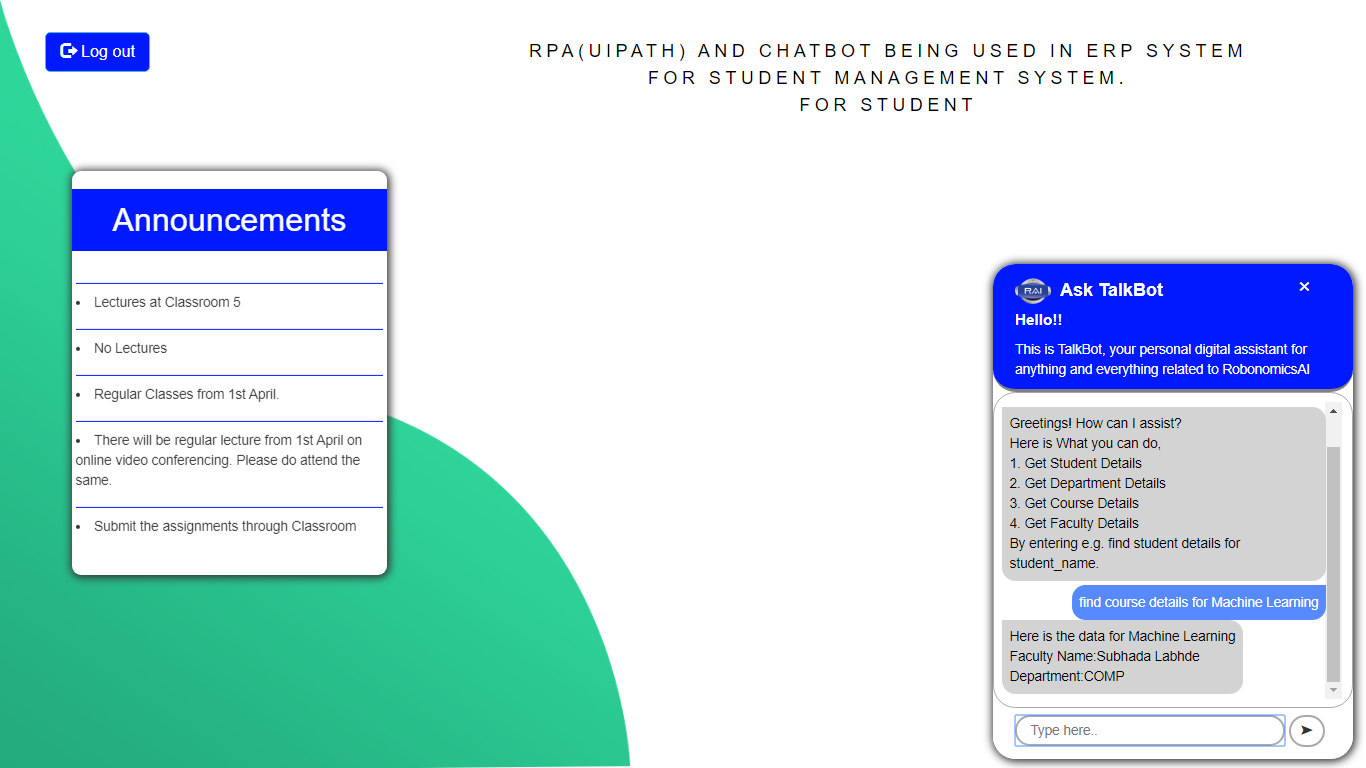 Log out
RPA(UIPATH) AND CHATBOT BEING USED IN ERP SYSTEM
FOR STUDENT MANAGEMENT SYSTEM.
FOR STUDENT
Announcements
• Lectures at Classroom 5
• No Lectures
• Regular Classes from 1st April.
• There will be regular lecture from 1st April on
online video conferencing. Please do attend the
same.
• Submit the assignments through Classroom
RAI Ask TalkBot ×
Hello!!
This is TalkBot, your personal digital assistant for
anything and everything related to RobonomicsAI
Greetings! How can I assist?
Here is What you can do,
1. Get Student Details
2. Get Department Details
3. Get Course Details
4. Get Faculty Details
By entering e.g. find student details for
student_name.
find course details for Machine Learning
Here is the data for Machine Learning
Faculty Name:Subhada Labhde
Department:COMP
Type here..